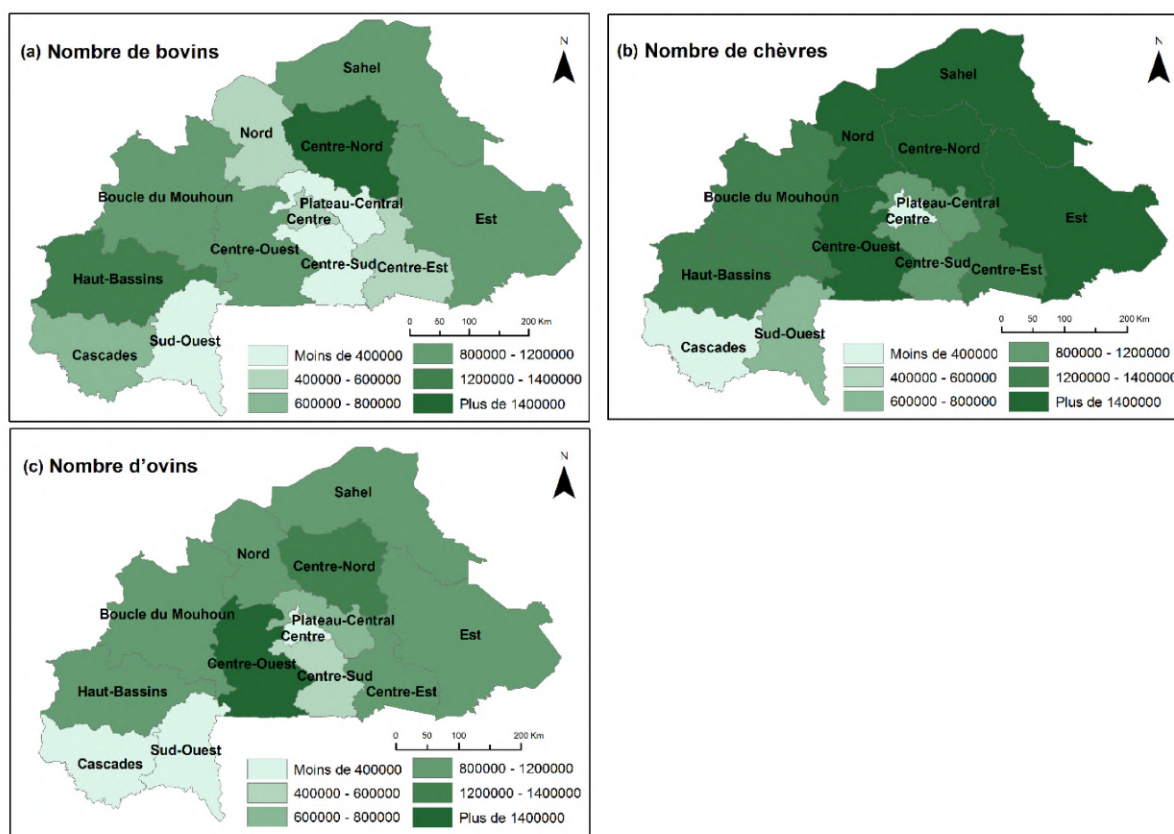 (a) Nombre de bovins
N
Sahel
Nord
Centre-Nord
Boucle du Mouhoun
Plateau-Central
Centre
Est
Centre-Ouest
Haut-Bassins
Centre-Sud
Centre-Est
Sud-Ouest
Cascades
0 50 100 200 Km
Moins de 400000
400000 - 600000
600000 - 800000
800000 - 1200000
1200000 - 1400000
Plus de 1400000
(b) Nombre de chèvres
N
Sahel
Nord
Centre-Nord
Boucle du Mouhoun
Plateau-Central
Centre
Est
Centre-Ouest
Centre-Sud
Haut-Bassins
Centre-Est
Sud-Ouest
Cascades
0 50 100 200 Km
Moins de 400000
400000 - 600000
600000 - 800000
800000 - 1200000
1200000 - 1400000
Plus de 1400000
(c) Nombre d'ovins
N
Sahel
Nord
Centre-Nord
Boucle du Mouhoun
Plateau-Central
Centre
Est
Centre-Ouest
Centre-Sud
Haut-Bassins
Centre-Est
Sud-Ouest
Cascades
0 50 100 200 Km
Moins de 400000
400000 - 600000
600000 - 800000
800000 - 1200000
1200000 - 1400000
Plus de 1400000